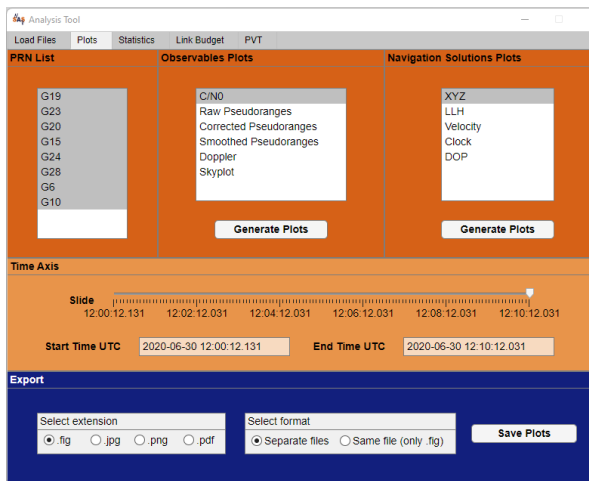 Analysis Tool
Load Files Plots Statistics Link Budget PVT
PRN List Observables Plots Navigation Solutions Plots
G19 C/N0 XYZ
G23 Raw Pseudoranges LLH
G20 Corrected Pseudoranges Velocity
G15 Smoothed Pseudoranges Clock
G24 Doppler DOP
G28 Skyplot
G6
G10
Generate Plots Generate Plots
Time Axis
Slide
12:00:12.131 12:02:12.031 12:04:12.031 12:06:12.031 12:08:12.031 12:10:12.031
Start Time UTC 2020-06-30 12:00:12.131 End Time UTC 2020-06-30 12:10:12.031
Export
Select extension Select format
.fig .jpg .png .pdf Separate files Same file (only .fig) Save Plots